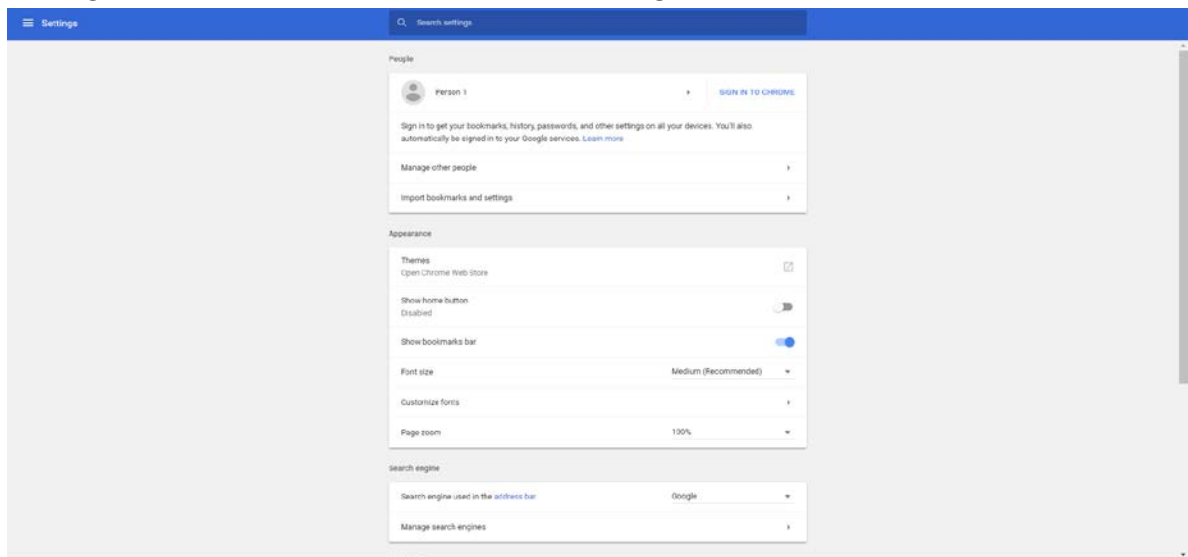 Settings
Search settings
People
Person 1
SIGN IN TO CHROME
Sign in to get your bookmarks, history, passwords, and other settings on all your devices. You'll also
automatically be signed in to your Google services. Learn more
Manage other people
Import bookmarks and settings
Appearance
Themes
Open Chrome Web Store
Show home button
Disabled
Show bookmarks bar
Font size
Medium (Recommended)
Customize fonts
Page zoom
100%
Search engine
Search engine used in the address bar
Google
Manage search engines